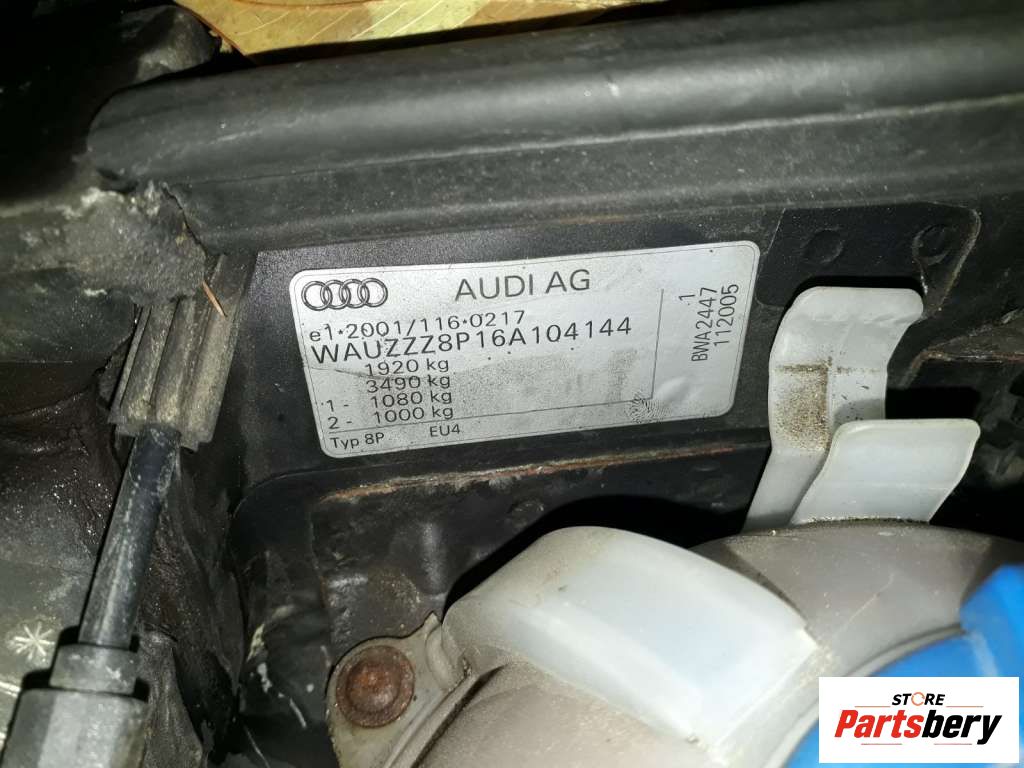 AUDI AG
e1*2001/116*0217
WAUZZZ8P16A104144
1920 kg
3490 kg
1 - 1080 kg
2 - 1000 kg
Typ 8P EU4
-1
BWA2447
112005
STORE
Partsbery